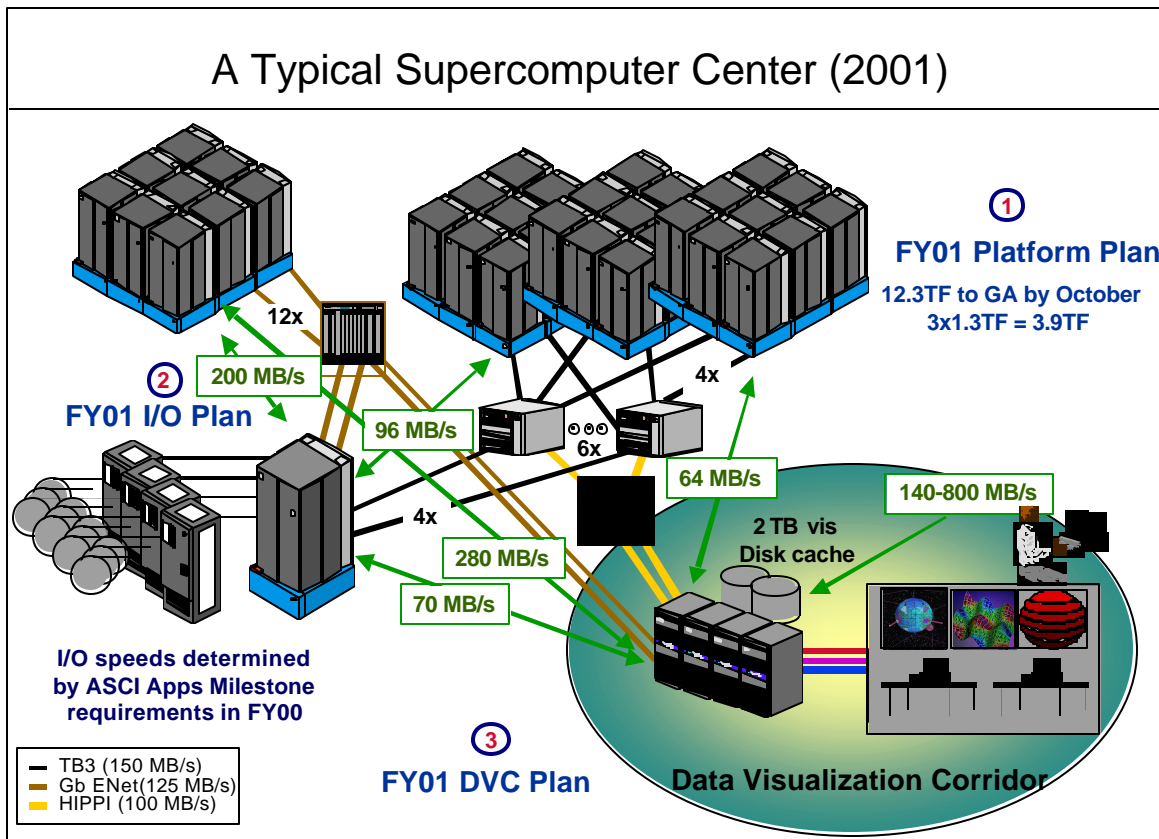 A Typical Supercomputer Center (2001)
1
FY01 Platform Plan
12.3TF to GA by October
3x1.3TF = 3.9TF
12x
2
200 MB/s
FY01 I/O Plan
96 MB/s
4x
6x
64 MB/s
140-800 MB/s
4x
2 TB vis
Disk cache
280 MB/s
70 MB/s
I/O speeds determined
by ASCI Apps Milestone
requirements in FY00
3
FY01 DVC Plan
Data Visualization Corridor
TB3 (150 MB/s)
Gb ENet(125 MB/s)
HIPPI (100 MB/s)